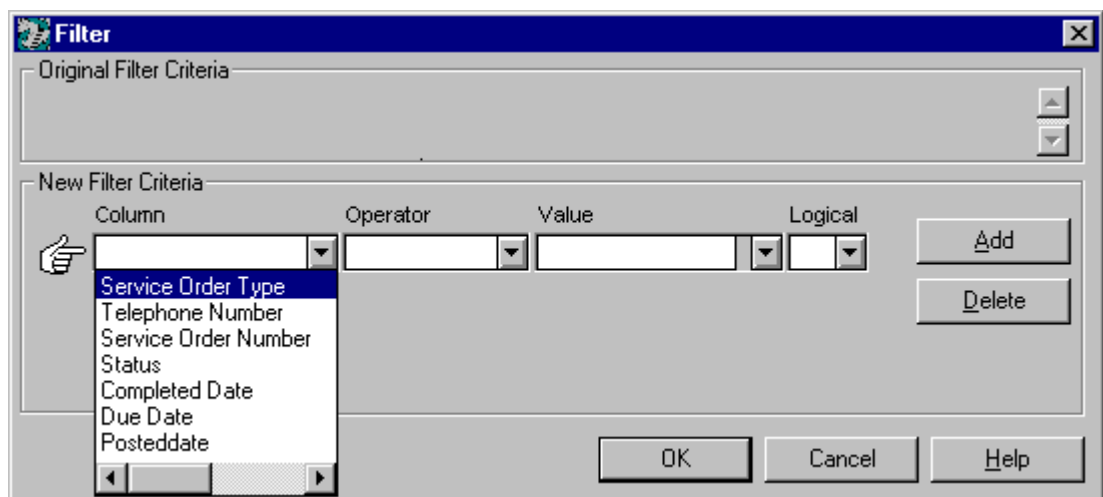 Filter
Original Filter Criteria
New Filter Criteria
Column Operator Value Logical
Add
Service Order Type
Delete
Telephone Number
Service Order Number
Status
Completed Date
Due Date
Posteddate
OK Cancel Help